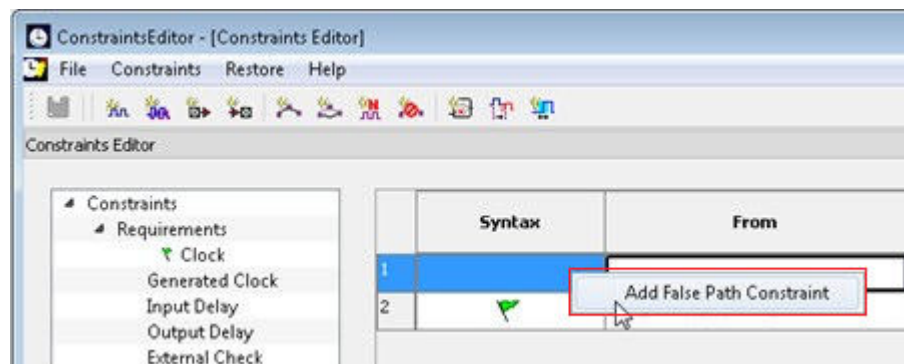 ConstraintsEditor - [Constraints Editor]
File Constraints Restore Help
Constraints Editor
Constraints
Requirements
Clock
Generated Clock
Input Delay
Output Delay
External Check
Syntax From
1
Add False Path Constraint
2